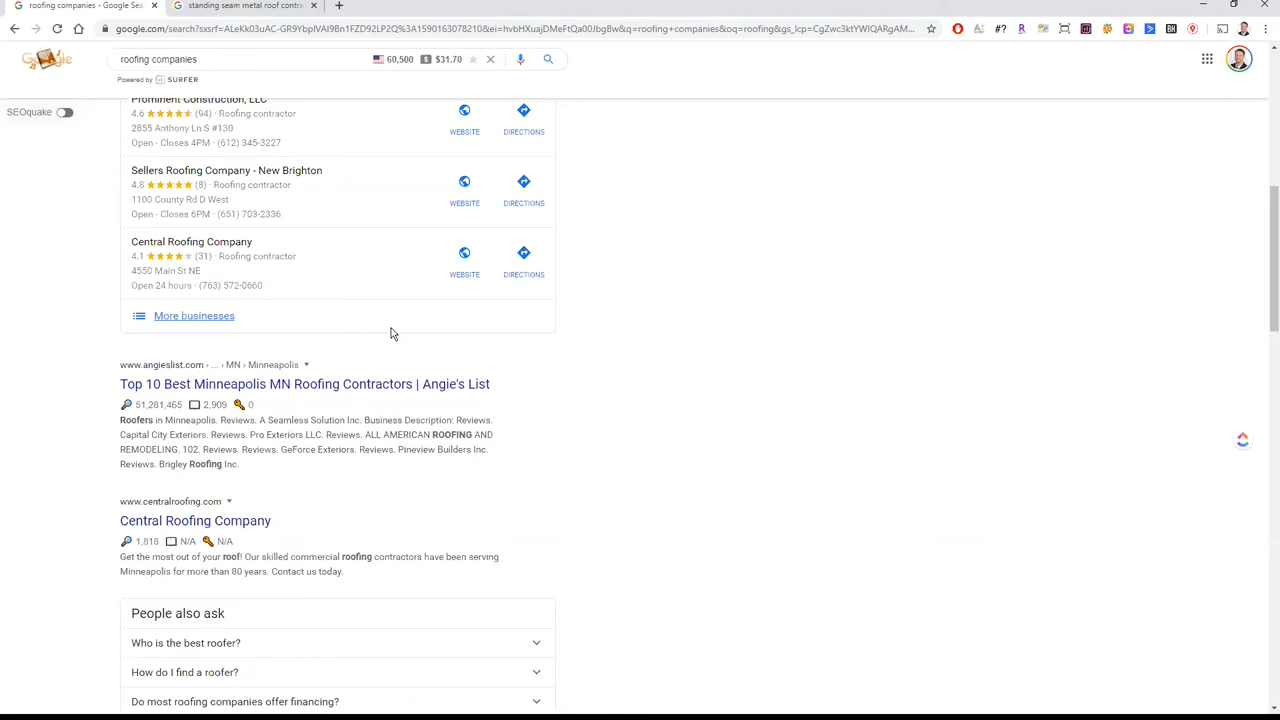 roofing companies - Google Sea
standing seam metal roof contra
google.com/search?sxsrf=ALeKk03uAC-GR9YbplVAI9Bn1FZD92LP2Q%3A1590163078210&ei=hvbHXuajDMeFtQa00JbgBw&q=roofing+companies&oq=roofing&gs_lcp=CgZwc3ktYWIQARgAM...
Google
roofing companies
60,500
$31.70
Powered by SURFER
SEOquake
Prominent Construction, LLC
4.6 (94) · Roofing contractor
2855 Anthony Ln S #130
Open · Closes 4PM · (612) 345-3227
WEBSITE
DIRECTIONS
Sellers Roofing Company - New Brighton
4.8 (8) · Roofing contractor
1100 County Rd D West
Open · Closes 6PM · (651) 703-2336
WEBSITE
DIRECTIONS
Central Roofing Company
4.1 (31) · Roofing contractor
4550 Main St NE
Open 24 hours · (763) 572-0660
WEBSITE
DIRECTIONS
More businesses
www.angieslist.com › ... › MN › Minneapolis
Top 10 Best Minneapolis MN Roofing Contractors | Angie's List
51,281,465 2,909 0
Roofers in Minneapolis. Reviews. A Seamless Solution Inc. Business Description: Reviews.
Capital City Exteriors. Reviews. Pro Exteriors LLC. Reviews. ALL AMERICAN ROOFING AND
REMODELING. 102. Reviews. Reviews. GeForce Exteriors. Reviews. Pineview Builders Inc.
Reviews. Brigley Roofing Inc.
www.centralroofing.com
Central Roofing Company
1,818 N/A N/A
Get the most out of your roof! Our skilled commercial roofing contractors have been serving
Minneapolis for more than 80 years. Contact us today.
People also ask
Who is the best roofer?
How do I find a roofer?
Do most roofing companies offer financing?